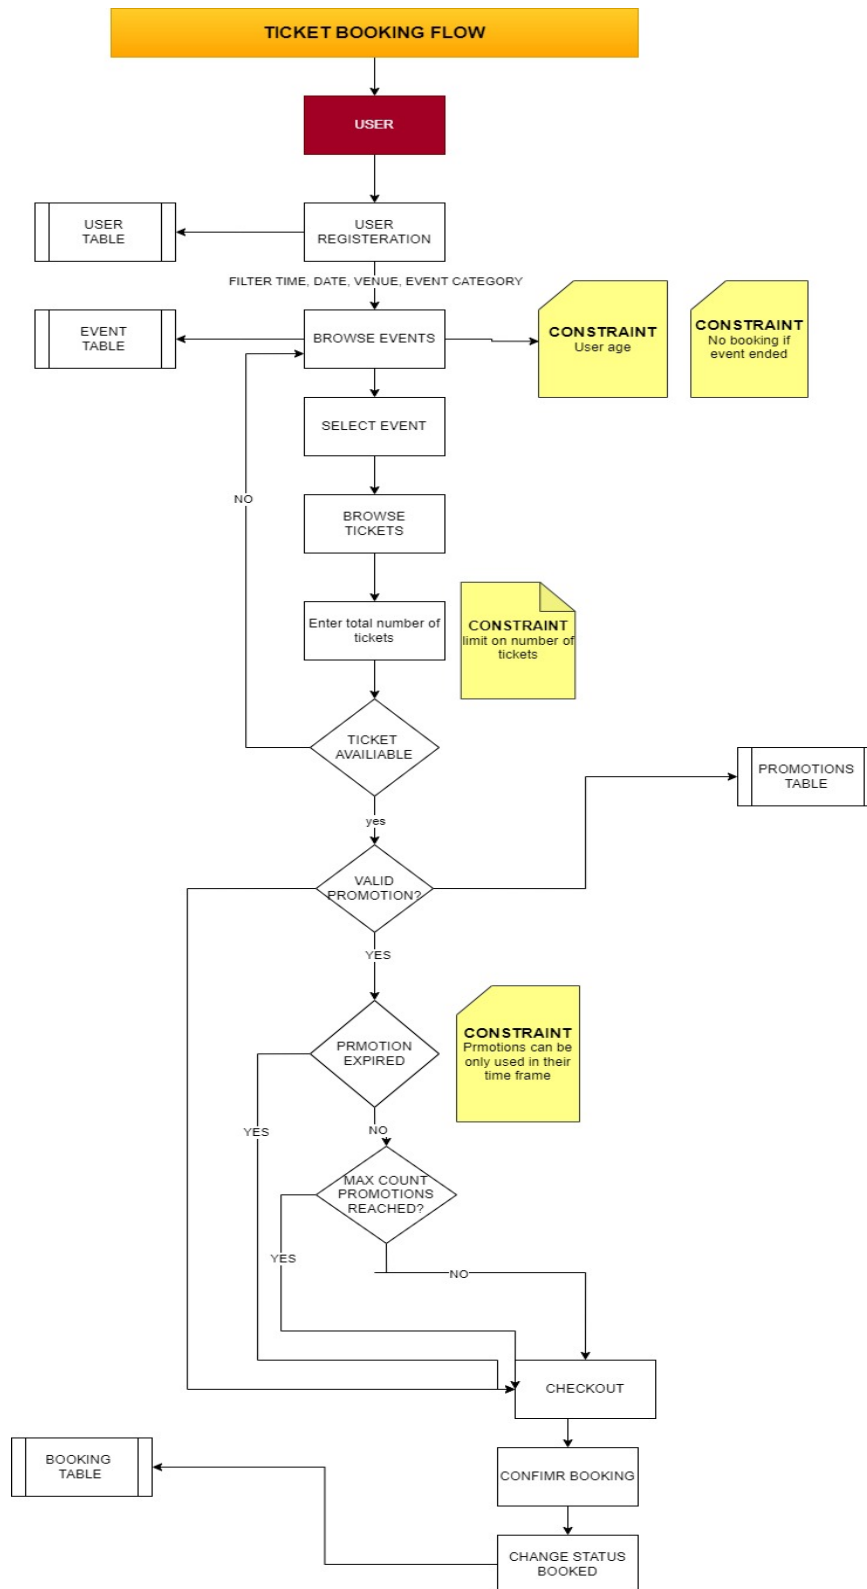 TICKET BOOKING FLOW
USER
USER
TABLE
USER
REGISTERATION
FILTER TIME, DATE, VENUE, EVENT CATEGORY
EVENT
TABLE
BROWSE EVENTS
CONSTRAINT
User age
CONSTRAINT
No booking if
event ended
SELECT EVENT
NO
BROWSE
TICKETS
Enter total number of
tickets
CONSTRAINT
limit on number of
tickets
TICKET
AVAILIABLE
PROMOTIONS
TABLE
yes
VALID
PROMOTION?
YES
PRMOTION
EXPIRED
CONSTRAINT
Prmotions can be
only used in their
time frame
YES
NO
MAX COUNT
PROMOTIONS
REACHED?
YES
NO
CHECKOUT
BOOKING
TABLE
CONFIMR BOOKING
CHANGE STATUS
BOOKED